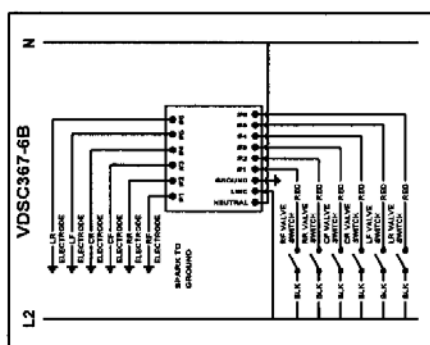 VDSC367-6B
N
L2
LR ELECTRODE
LF ELECTRODE
CR ELECTRODE
CF ELECTRODE
RR ELECTRODE
RF ELECTRODE
SPARK TO
GROUND
GROUND
LINE
NEUTRAL
RF VALVE
SWITCH
RR VALVE
SWITCH
CF VALVE
SWITCH
CR VALVE
SWITCH
LF VALVE
SWITCH
LR VALVE
SWITCH
RED
RED
RED
RED
RED
RED
BLK
BLK
BLK
BLK
BLK
BLK